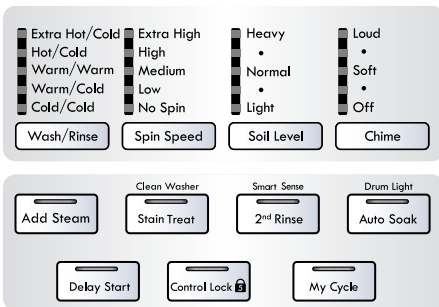 Extra Hot/Cold
Hot/Cold
Warm/Warm
Warm/Cold
Cold/Cold
Wash/Rinse
Extra High
High
Medium
Low
No Spin
Spin Speed
Heavy
•
Normal
•
Light
Soil Level
Loud
•
Soft
•
Off
Chime
Add Steam
Clean Washer
Stain Treat
Smart Sense
2nd Rinse
Drum Light
Auto Soak
Delay Start
Control Lock
My Cycle